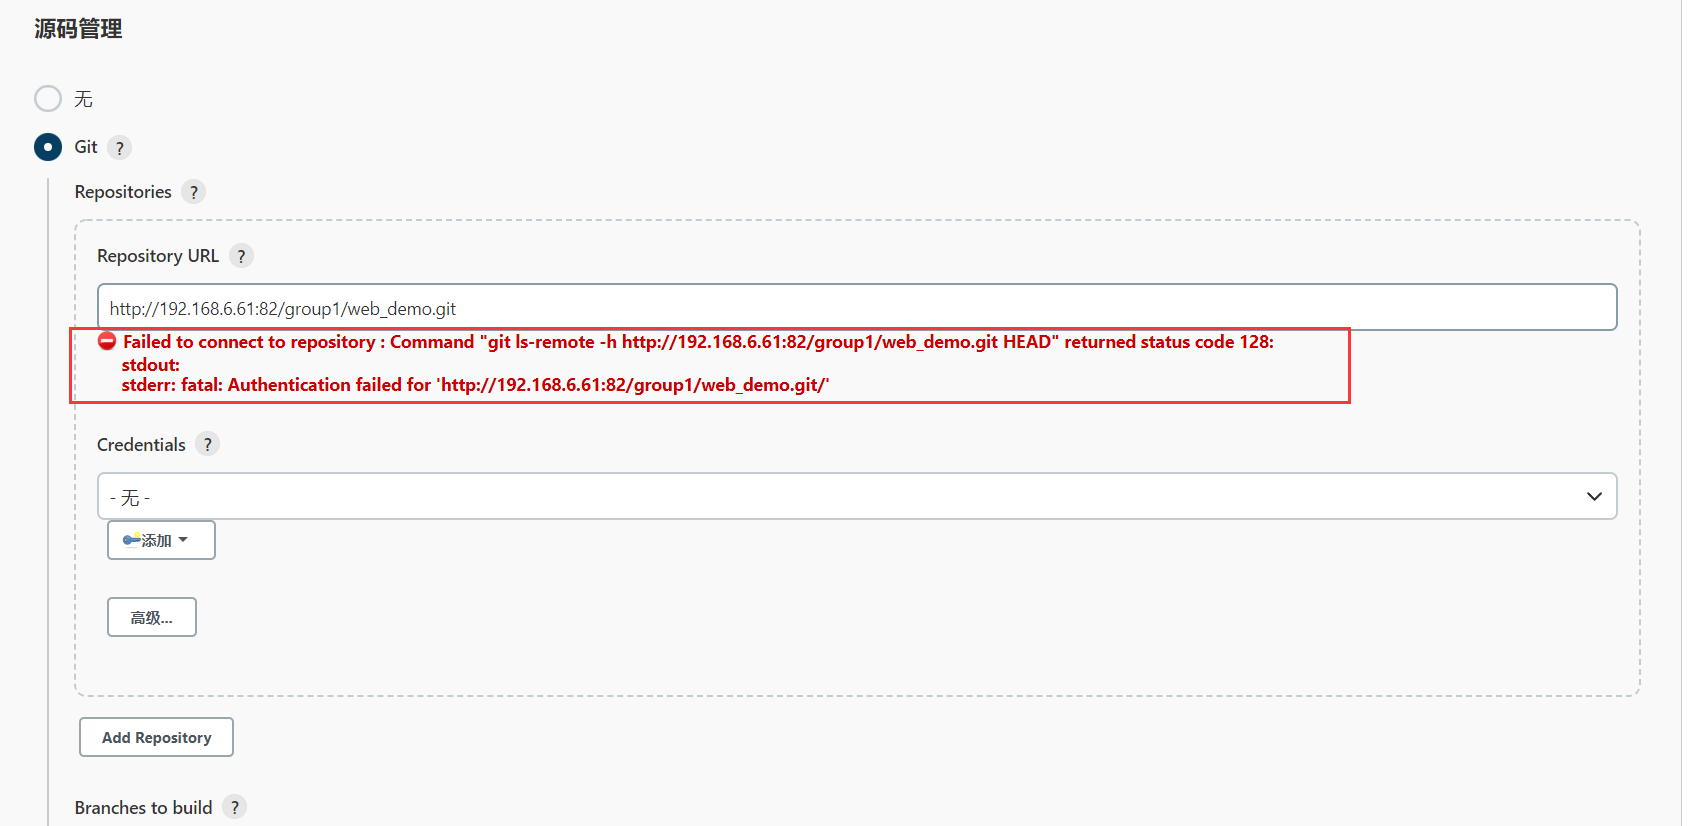 源码管理
无
Git ?
Repositories ?
Repository URL ?
http://192.168.6.61:82/group1/web_demo.git
Failed to connect to repository : Command "git ls-remote -h http://192.168.6.61:82/group1/web_demo.git HEAD" returned status code 128:
stdout:
stderr: fatal: Authentication failed for 'http://192.168.6.61:82/group1/web_demo.git/'
Credentials ?
- 无 -
添加
高级...
Add Repository
Branches to build ?